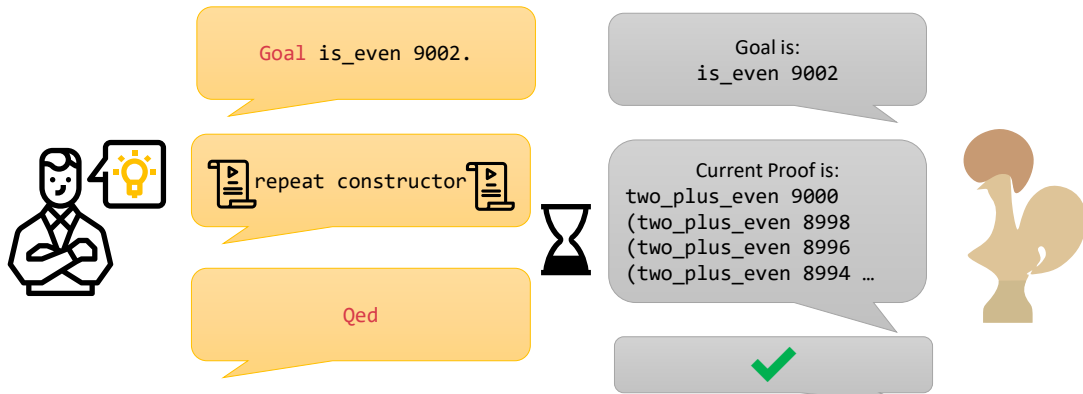 Goal is_even 9002.
Goal is:
is_even 9002
repeat constructor
Current Proof is:
two_plus_even 9000
(two_plus_even 8998
(two_plus_even 8996
(two_plus_even 8994 …
Qed